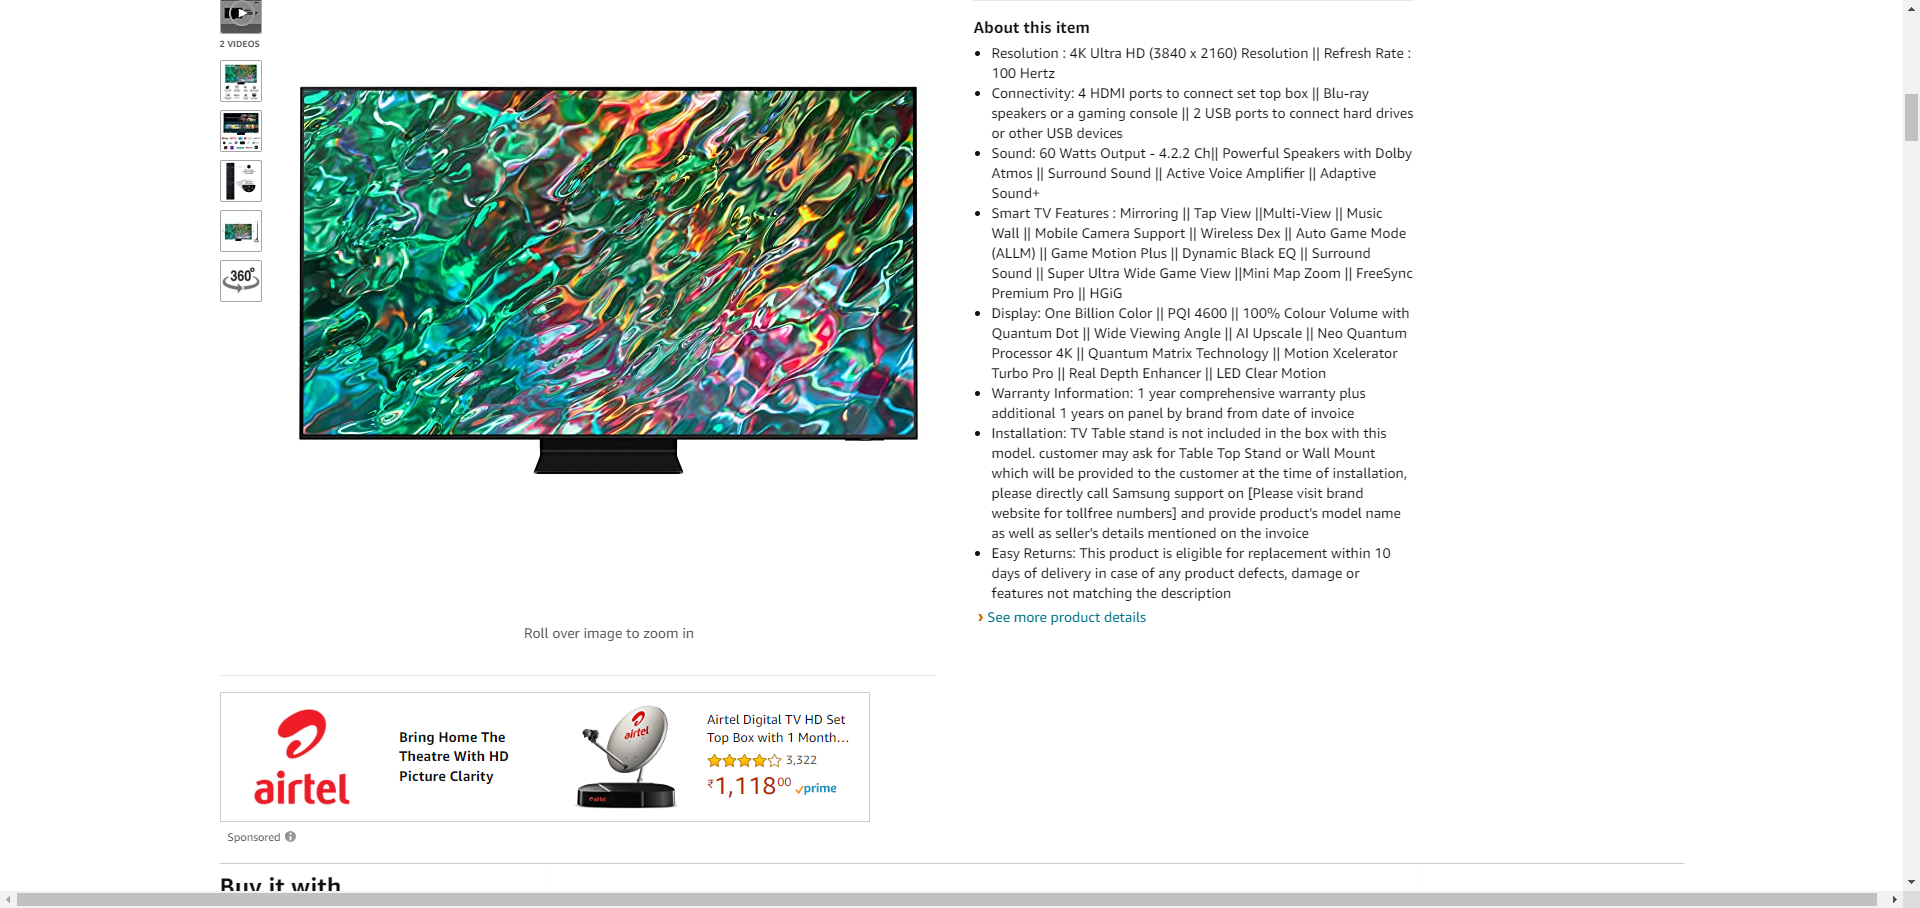 2 VIDEOS
360°
Roll over image to zoom in
About this item
Resolution : 4K Ultra HD (3840 x 2160) Resolution || Refresh Rate :
100 Hertz
Connectivity: 4 HDMI ports to connect set top box || Blu-ray
speakers or a gaming console || 2 USB ports to connect hard drives
or other USB devices
Sound: 60 Watts Output - 4.2.2 Ch|| Powerful Speakers with Dolby
Atmos || Surround Sound || Active Voice Amplifier || Adaptive
Sound+
Smart TV Features : Mirroring || Tap View ||Multi-View || Music
Wall || Mobile Camera Support || Wireless Dex || Auto Game Mode
(ALLM) || Game Motion Plus || Dynamic Black EQ || Surround
Sound || Super Ultra Wide Game View ||Mini Map Zoom || FreeSync
Premium Pro || HGiG
Display: One Billion Color || PQI 4600 || 100% Colour Volume with
Quantum Dot || Wide Viewing Angle || AI Upscale || Neo Quantum
Processor 4K || Quantum Matrix Technology || Motion Xcelerator
Turbo Pro || Real Depth Enhancer || LED Clear Motion
Warranty Information: 1 year comprehensive warranty plus
additional 1 years on panel by brand from date of invoice
Installation: TV Table stand is not included in the box with this
model. customer may ask for Table Top Stand or Wall Mount
which will be provided to the customer at the time of installation,
please directly call Samsung support on [Please visit brand
website for tollfree numbers] and provide product's model name
as well as seller's details mentioned on the invoice
Easy Returns: This product is eligible for replacement within 10
days of delivery in case of any product defects, damage or
features not matching the description
› See more product details
airtel
Bring Home The
Theatre With HD
Picture Clarity
airtel
airtel
Airtel Digital TV HD Set
Top Box with 1 Month...
3,322
₹1,11800 prime
Sponsored
Buy it with